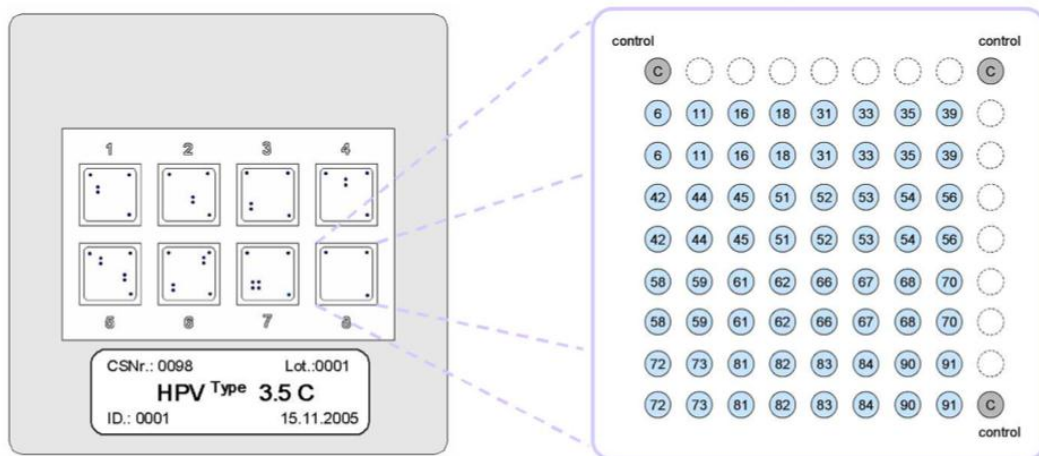 1 2 3 4
5 6 7 8
CSNr.: 0098 Lot.:0001
HPV Type 3.5 C
ID.: 0001 15.11.2005
control control
C C
6 11 16 18 31 33 35 39
6 11 16 18 31 33 35 39
42 44 45 51 52 53 54 56
42 44 45 51 52 53 54 56
58 59 61 62 66 67 68 70
58 59 61 62 66 67 68 70
72 73 81 82 83 84 90 91
72 73 81 82 83 84 90 91 C
control